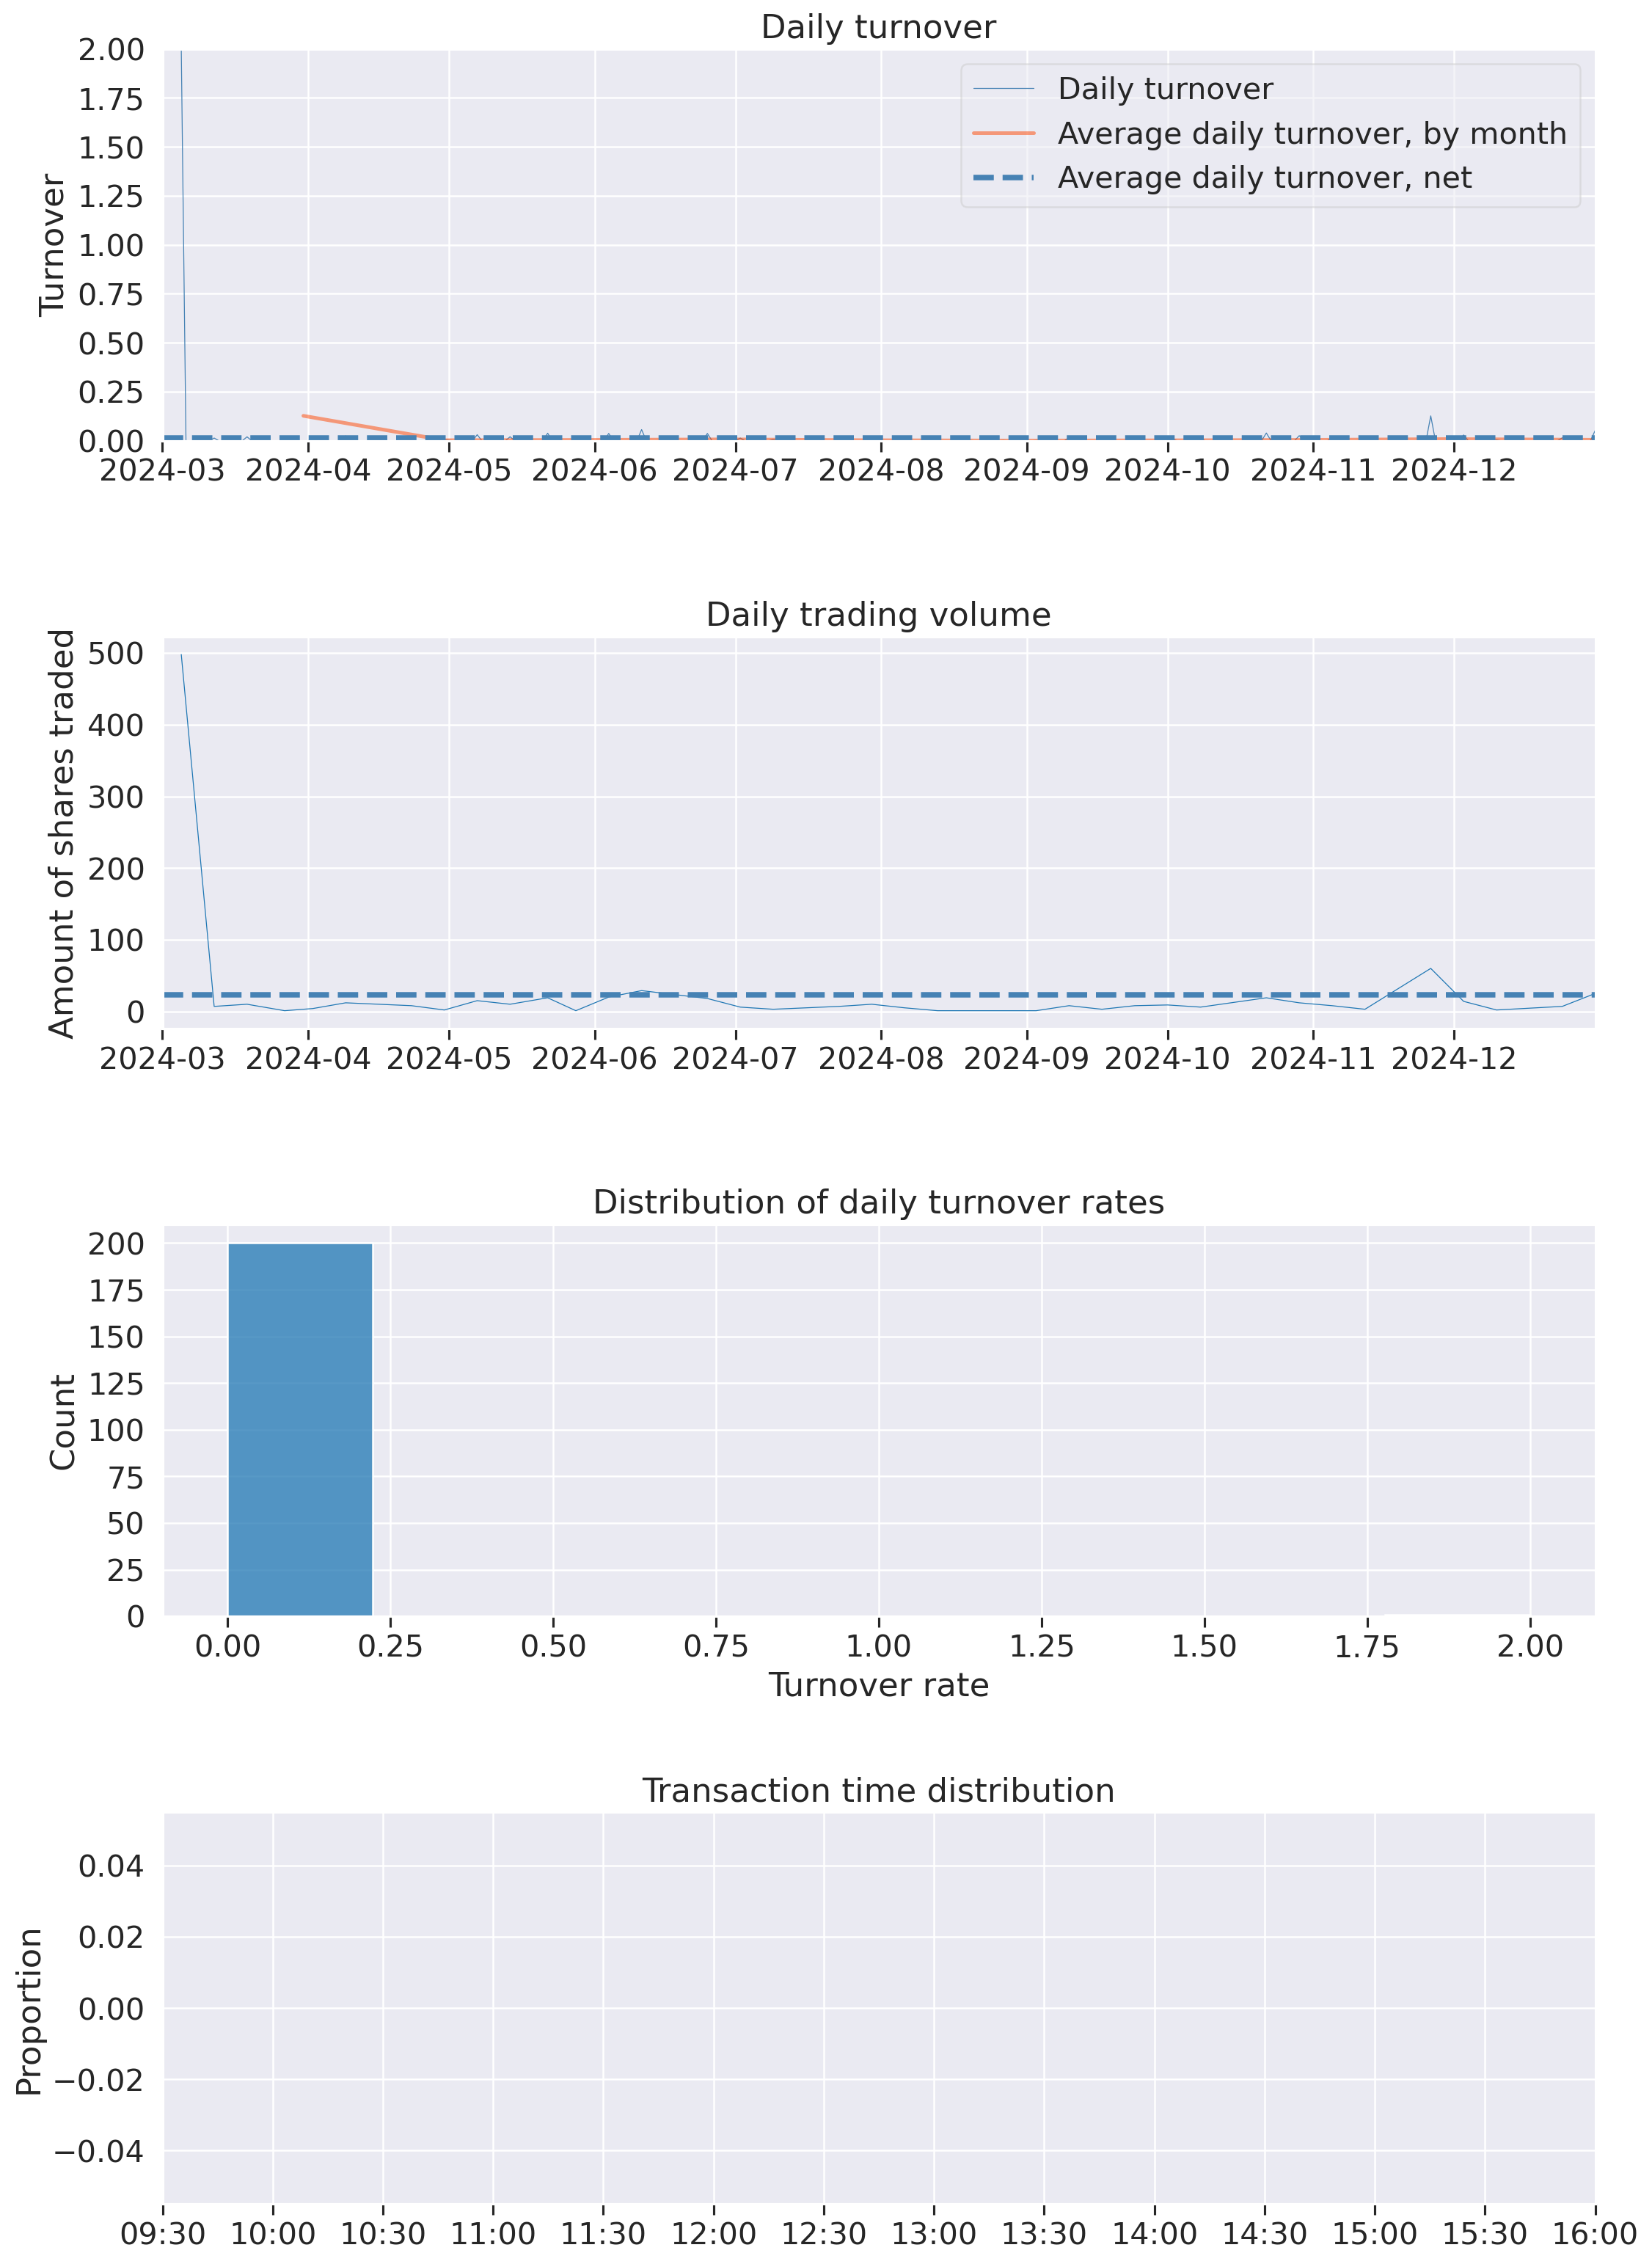 Daily turnover
Turnover
2.00
1.75
1.50
1.25
1.00
0.75
0.50
0.25
0.00
Daily turnover
Average daily turnover, by month
Average daily turnover, net
2024-03 2024-04 2024-05 2024-06 2024-07 2024-08 2024-09 2024-10 2024-11 2024-12
Daily trading volume
Amount of shares traded
500
400
300
200
100
0
2024-03 2024-04 2024-05 2024-06 2024-07 2024-08 2024-09 2024-10 2024-11 2024-12
Distribution of daily turnover rates
Count
200
175
150
125
100
75
50
25
0
0.00 0.25 0.50 0.75 1.00 1.25 1.50 1.75 2.00
Turnover rate
Transaction time distribution
Proportion
0.04
0.02
0.00
−0.02
−0.04
09:30 10:00 10:30 11:00 11:30 12:00 12:30 13:00 13:30 14:00 14:30 15:00 15:30 16:00